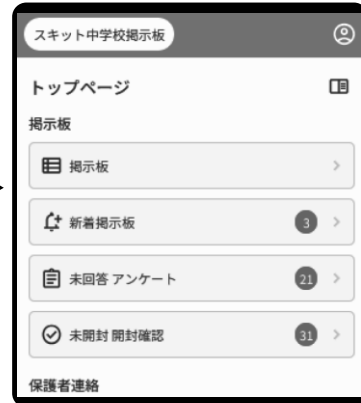 スキット中学校掲示板
トップページ
掲示板
掲示板
新着掲示板 3
未回答 アンケート 21
未開封 開封確認 31
保護者連絡